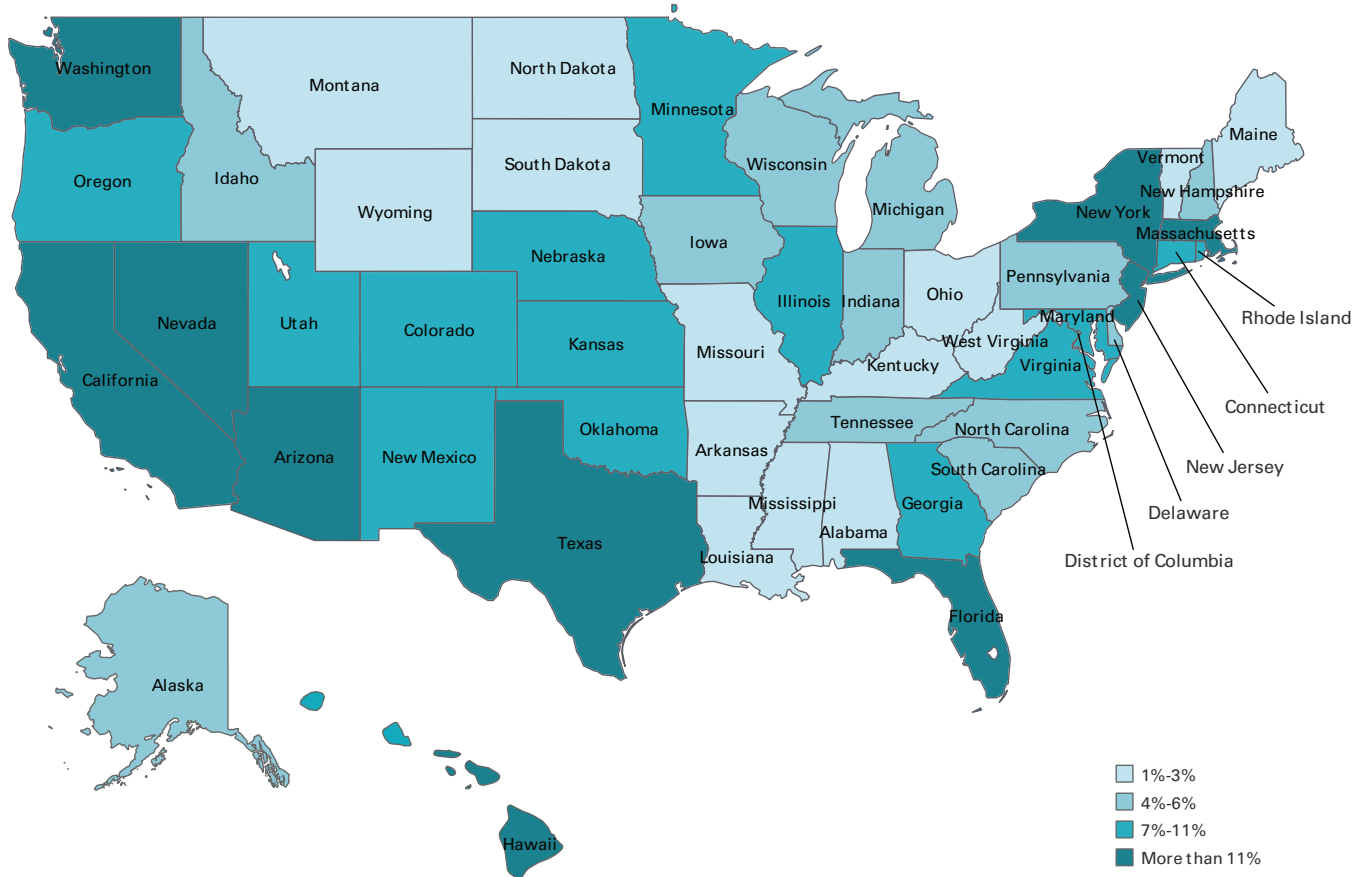 Washington
Montana
North Dakota
Minnesota
Maine
Vermont
Oregon
Idaho
South Dakota
Wisconsin
New Hampshire
Wyoming
Michigan
New York
Massachusetts
Iowa
Nebraska
Pennsylvania
Nevada
Utah
Colorado
Illinois
Indiana
Ohio
Maryland
Rhode Island
Kansas
Missouri
West Virginia
Kentucky
Virginia
California
Connecticut
Oklahoma
Tennessee
North Carolina
Arizona
New Mexico
Arkansas
South Carolina
New Jersey
Mississippi
Georgia
Delaware
Texas
Alabama
Louisiana
District of Columbia
Florida
Alaska
Hawaii
1%-3%
4%-6%
7%-11%
More than 11%